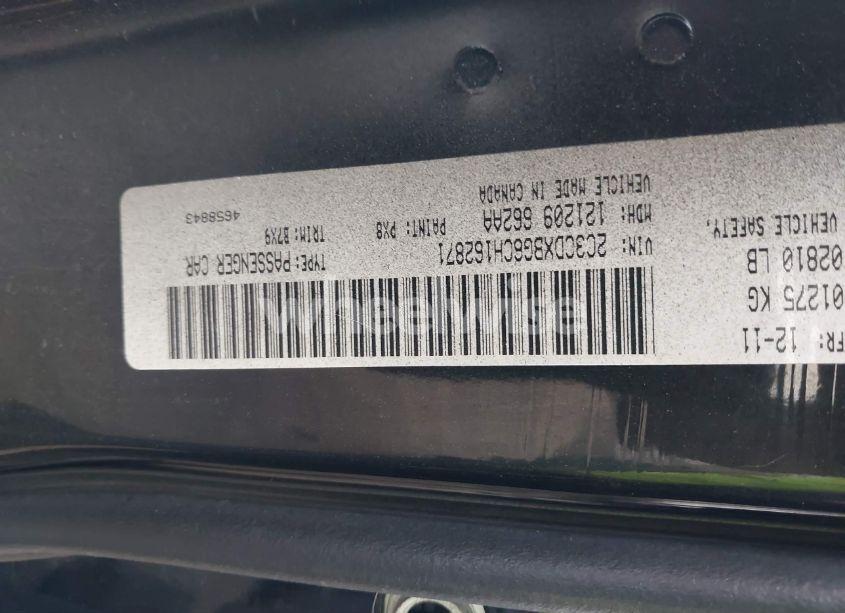 FR: 12-11
01275 KG
02810 LB
VEHICLE SAFETY,
wheelwise
VIN: 2C3CDXBG6CH162871 TYPE: PASSENGER CAR
MDH: 121209 662AA PAINT: PX8 TRIM: B7X9
VEHICLE MADE IN CANADA 4658843